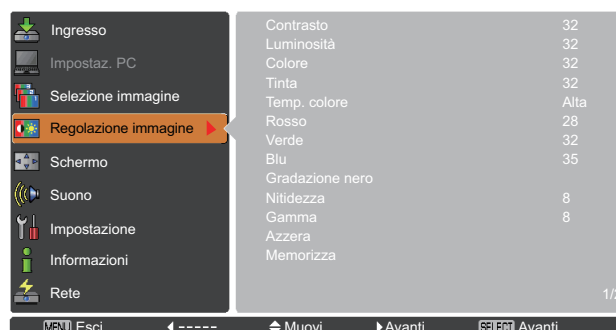 Ingresso
Impostaz. PC
Selezione immagine
Regolazione immagine
Schermo
Suono
Impostazione
Informazioni
Rete
Contrasto 32
Luminosità 32
Colore 32
Tinta 32
Temp. colore Alta
Rosso 28
Verde 32
Blu 35
Gradazione nero
Nitidezza 8
Gamma 8
Azzera
Memorizza
1/2
MENU Esci ----- Muovi Avanti SELECT Avanti